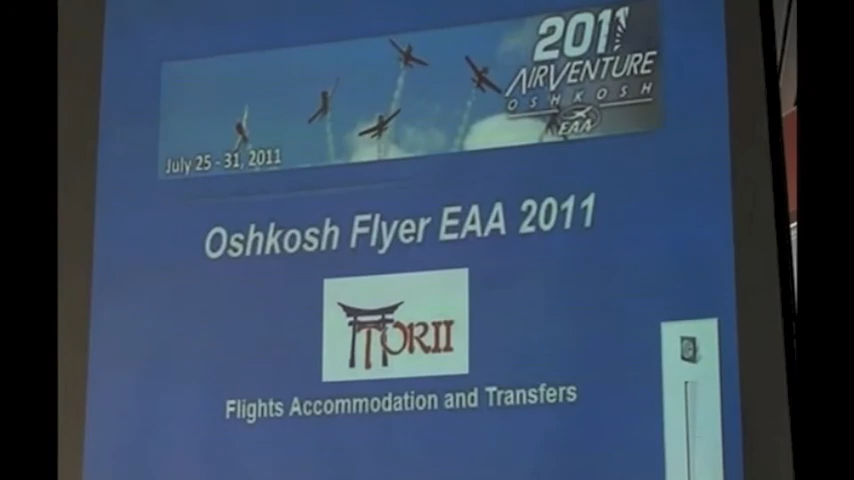 2011
AIRVENTURE
OSHKOSH
EAA
July 25 - 31, 2011
Oshkosh Flyer EAA 2011
TORII
Flights Accommodation and Transfers